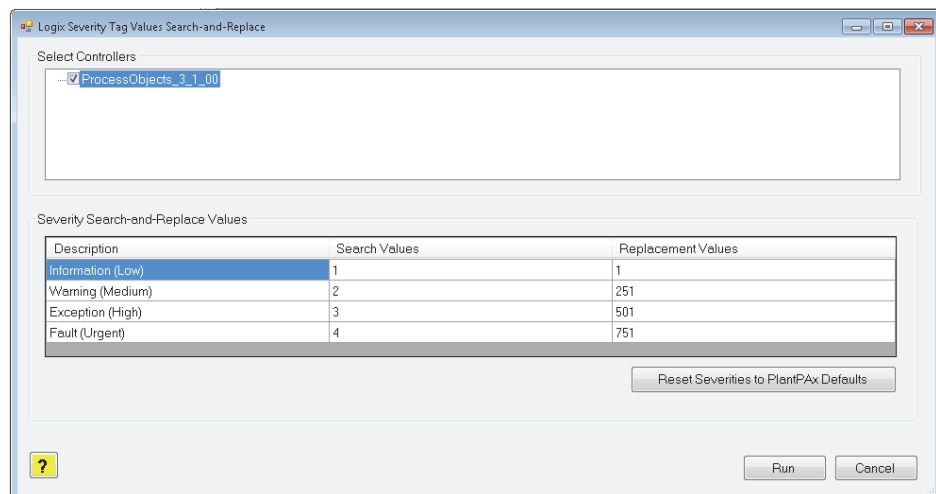 Logix Severity Tag Values Search-and-Replace
Select Controllers
ProcessObjects_3_1_00
Severity Search-and-Replace Values
Description Search Values Replacement Values
Information (Low) 1 1
Warning (Medium) 2 251
Exception (High) 3 501
Fault (Urgent) 4 751
Reset Severities to PlantPAx Defaults
? Run Cancel